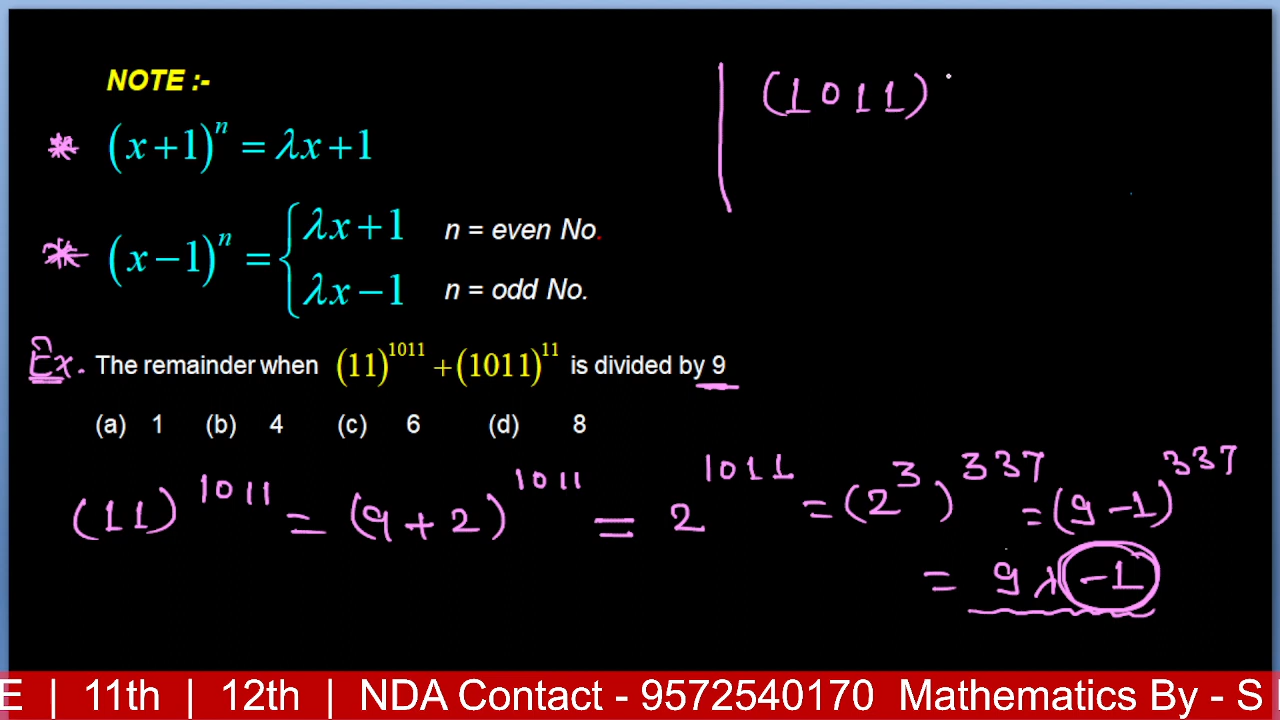 NOTE :-
(1011)
* (x+1)^n = λx+1
* (x−1)^n = { λx+1 n = even No.
λx−1 n = odd No.
Ex. The remainder when (11)^1011 + (1011)^11 is divided by 9
(a) 1 (b) 4 (c) 6 (d) 8
(11)^1011 = (9+2)^1011 = 2^1011 = (2^3)^337 = (9-1)^337
= 9λ-1
E | 11th | 12th | NDA Contact - 9572540170 Mathematics By - S